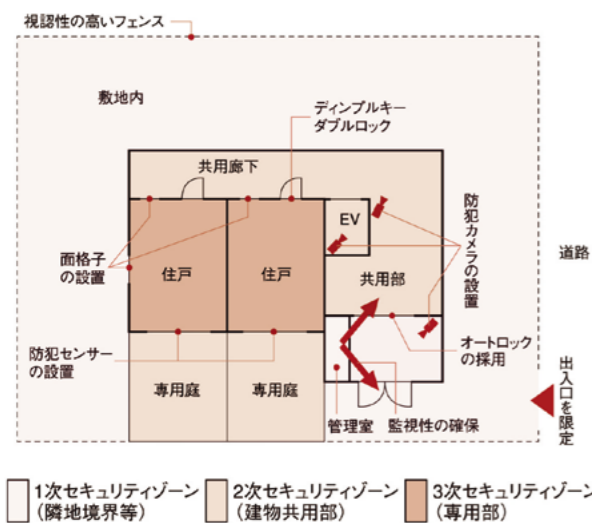 視認性の高いフェンス
敷地内
ディンプルキー
ダブルロック
共用廊下
EV
防犯カメラの設置
面格子
の設置
住戸
住戸
共用部
道路
防犯センサー
の設置
オートロック
の採用
専用庭
専用庭
管理室
監視性の確保
出入口を限定
1次セキュリティゾーン
(隣地境界等)
2次セキュリティゾーン
(建物共用部)
3次セキュリティゾーン
(専用部)